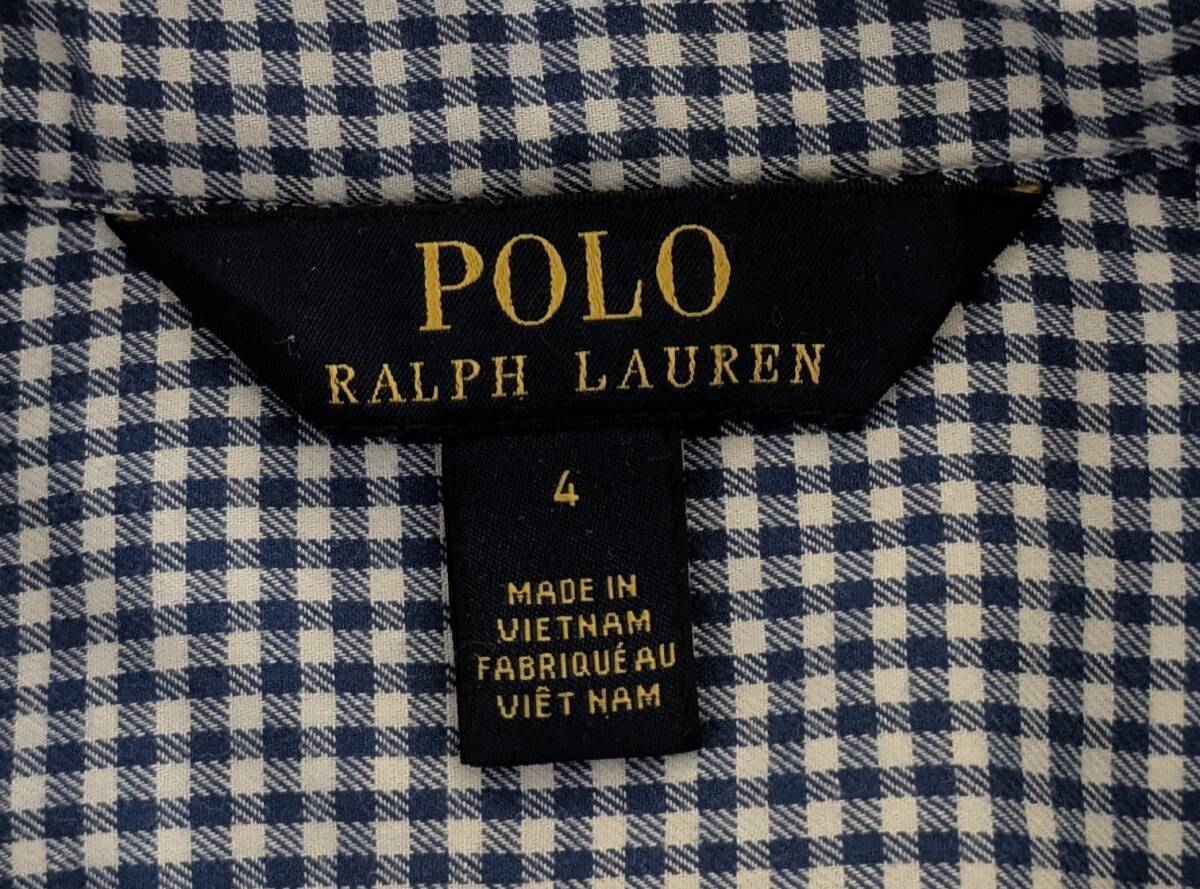 POLO
RALPH LAUREN
4
MADE IN
VIETNAM
FABRIQUÉ AU
VIÊT NAM